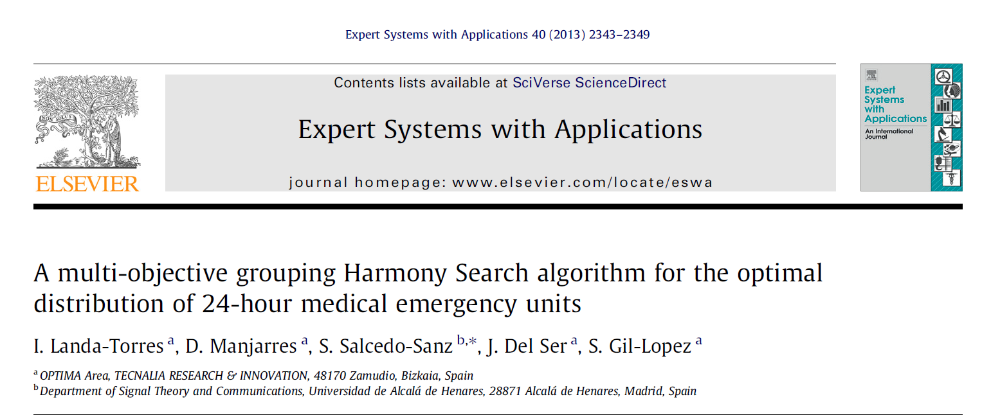 Expert Systems with Applications 40 (2013) 2343–2349
Contents lists available at SciVerse ScienceDirect
Expert Systems with Applications
journal homepage: www.elsevier.com/locate/eswa
NON SOLUS
ELSEVIER
Expert
Systems
with
Applications
An International
Journal
A multi-objective grouping Harmony Search algorithm for the optimal
distribution of 24-hour medical emergency units
I. Landa-Torres a, D. Manjarres a, S. Salcedo-Sanz b,*, J. Del Ser a, S. Gil-Lopez a
a OPTIMA Area, TECNALIA RESEARCH & INNOVATION, 48170 Zamudio, Bizkaia, Spain
b Department of Signal Theory and Communications, Universidad de Alcalá de Henares, 28871 Alcalá de Henares, Madrid, Spain